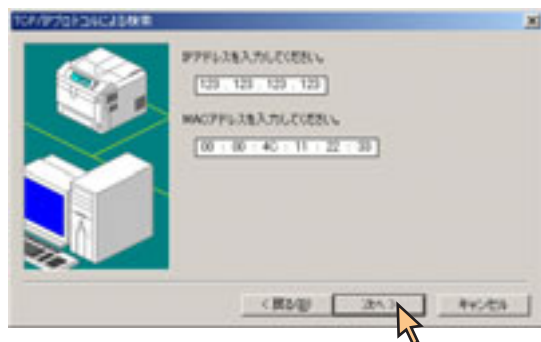 TCP/IPプロトコルによる検索
IPアドレスを入力してください。
123 . 123 . 123 . 123
MACアドレスを入力してください。
00 : 80 : 4C : 11 : 22 : 33
< 戻る(B)
次へ >
キャンセル